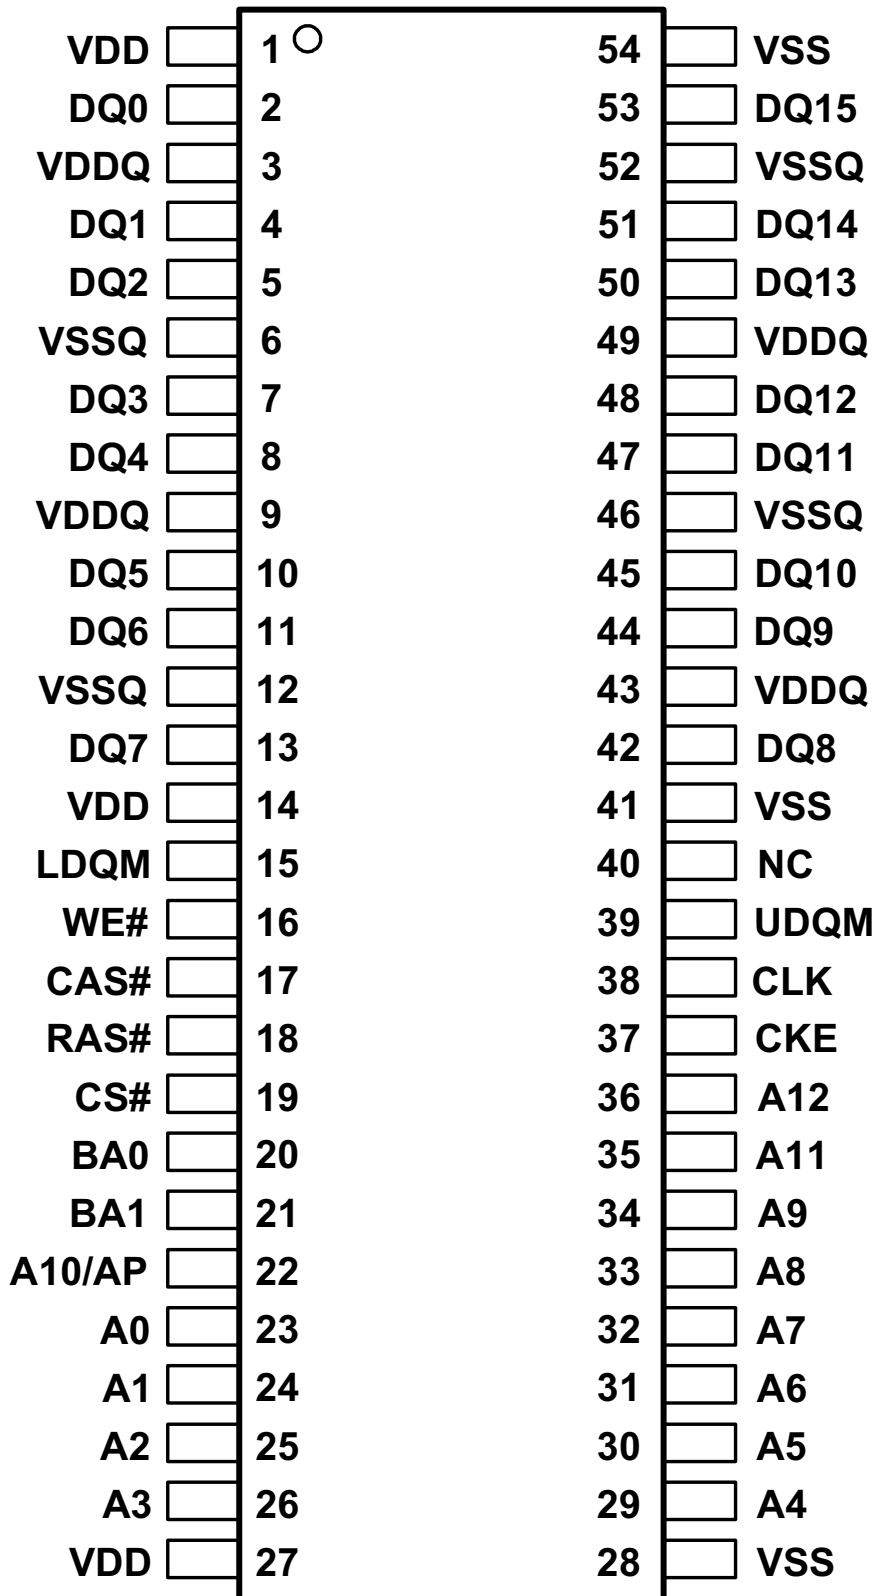 VDD 1 54 VSS
DQ0 2 53 DQ15
VDDQ 3 52 VSSQ
DQ1 4 51 DQ14
DQ2 5 50 DQ13
VSSQ 6 49 VDDQ
DQ3 7 48 DQ12
DQ4 8 47 DQ11
VDDQ 9 46 VSSQ
DQ5 10 45 DQ10
DQ6 11 44 DQ9
VSSQ 12 43 VDDQ
DQ7 13 42 DQ8
VDD 14 41 VSS
LDQM 15 40 NC
WE# 16 39 UDQM
CAS# 17 38 CLK
RAS# 18 37 CKE
CS# 19 36 A12
BA0 20 35 A11
BA1 21 34 A9
A10/AP 22 33 A8
A0 23 32 A7
A1 24 31 A6
A2 25 30 A5
A3 26 29 A4
VDD 27 28 VSS